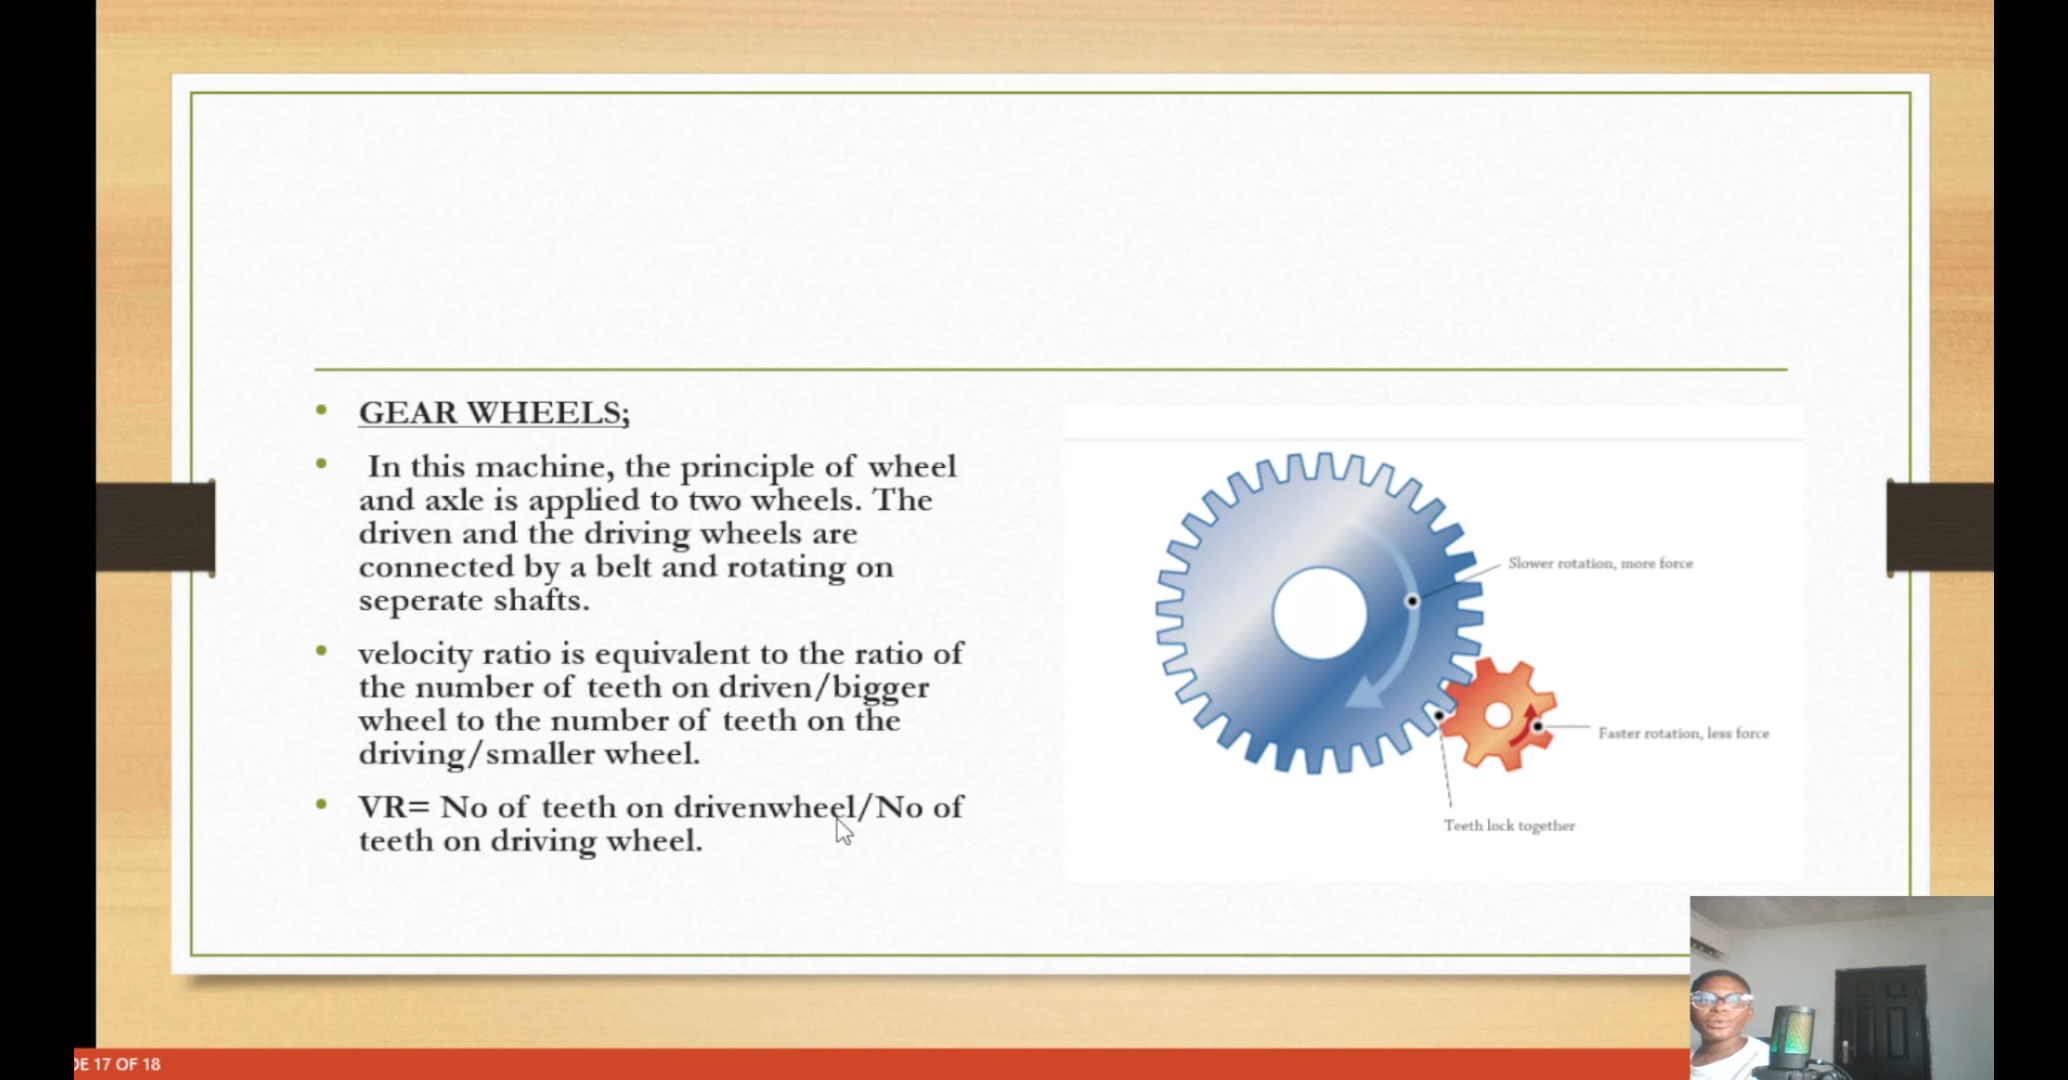 GEAR WHEELS;
In this machine, the principle of wheel
and axle is applied to two wheels. The
driven and the driving wheels are
connected by a belt and rotating on
seperate shafts.
velocity ratio is equivalent to the ratio of
the number of teeth on driven/bigger
wheel to the number of teeth on the
driving/smaller wheel.
VR= No of teeth on drivenwheel/No of
teeth on driving wheel.
Slower rotation, more force
Faster rotation, less force
Teeth lock together
DE 17 OF 18